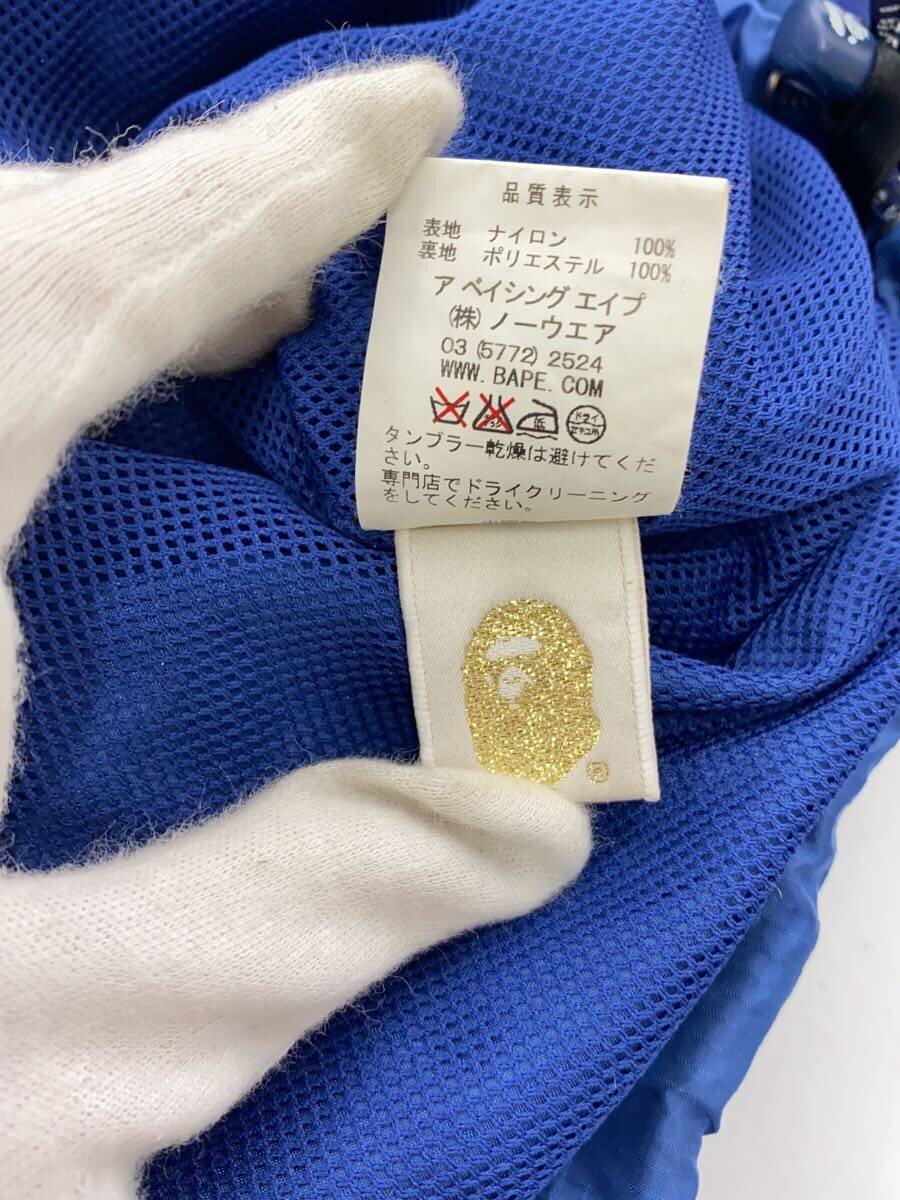 品質表示
表地 ナイロン 100%
裏地 ポリエステル 100%
ア ベイシング エイプ
(株) ノーウエア
03 (5772) 2524
WWW. BAPE. COM
低 ドライ
タンブラー乾燥は避けてくだ
さい。
専門店でドライクリーニング
をしてください。
®